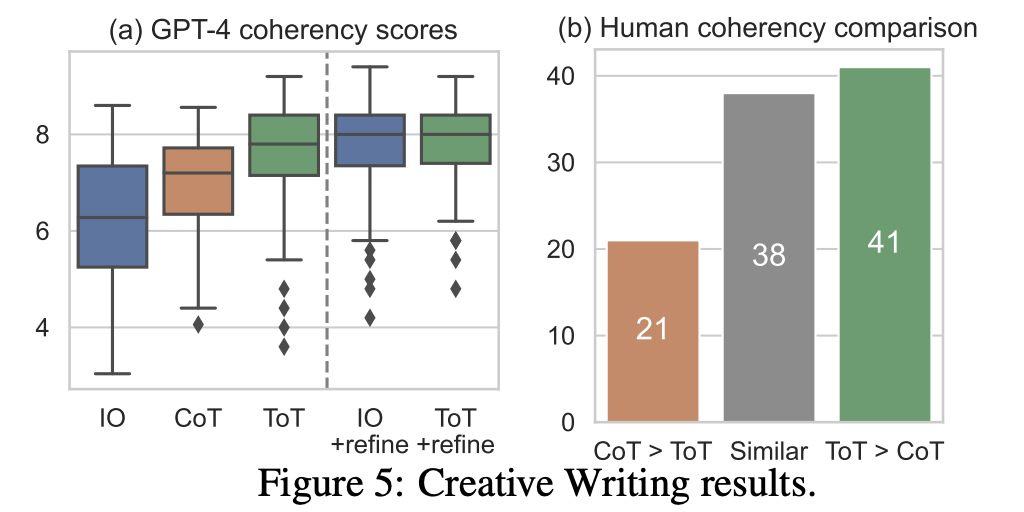 (a) GPT-4 coherency scores
8
6
4
IO
CoT
ToT
IO
+refine
ToT
+refine
(b) Human coherency comparison
40
30
20
10
0
21
38
41
CoT > ToT
Similar
ToT > CoT
Figure 5: Creative Writing results.